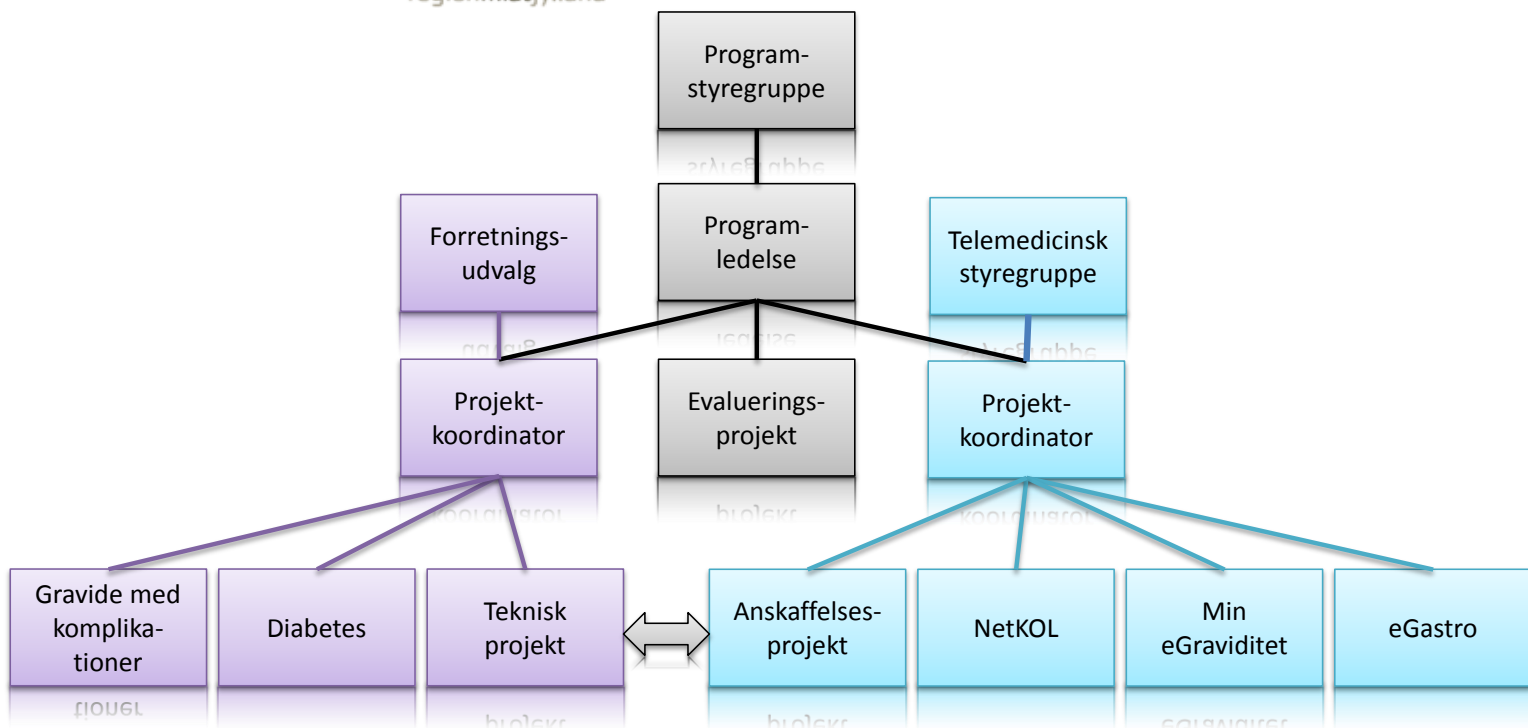 regionmidtjylland
Program-
styregruppe
Forretnings-
udvalg
Program-
ledelse
Telemedicinsk
styregruppe
Projekt-
koordinator
Evaluerings-
projekt
Projekt-
koordinator
Gravide med
komplika-
tioner
Diabetes
Teknisk
projekt
Anskaffelses-
projekt
NetKOL
Min
eGraviditet
eGastro